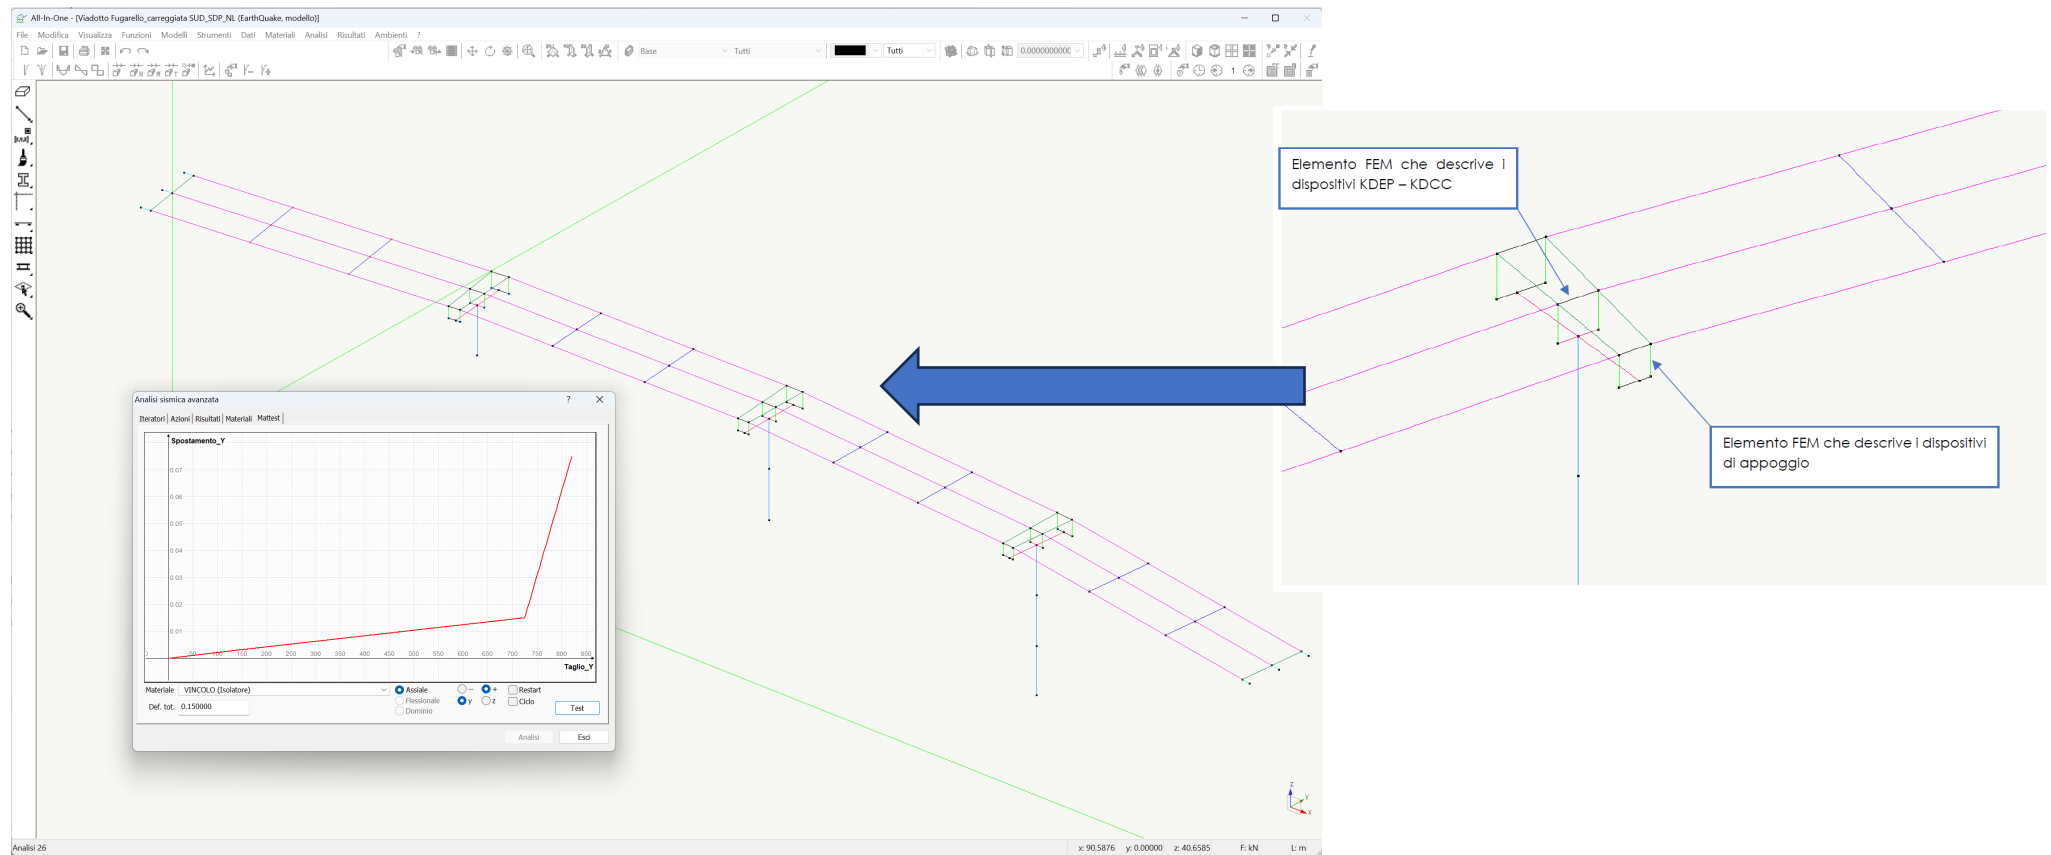 All-In-One - [Viadotto Fugarello_carreggiata SUD_SDP_NL (EarthQuake, modello)]
File Modifica Visualizza Funzioni Modelli Strumenti Dati Materiali Analisi Risultati Ambienti ?
Base Tutti Tutti 0.0000000000
1
Elemento FEM che descrive i
dispositivi KDEP – KDCC
Elemento FEM che descrive i dispositivi
di appoggio
Analisi sismica avanzata ?
Iteratori Azioni Risultati Materiali Mattest
Spostamento_Y
0.07
0.06
0.05
0.04
0.03
0.02
0.01
0 50 100 150 200 250 300 350 400 450 500 550 600 650 700 750 800 850
Taglio_Y
Materiale VINCOLO (Isolatore) Assiale -- + Restart
Flessionale y z Ciclo
Def. tot. 0.150000 Dominio Test
Analisi Esci
z
y
x
Analisi 26 x: 90.5876 y: 0.00000 z: 40.6585 F: kN L: m